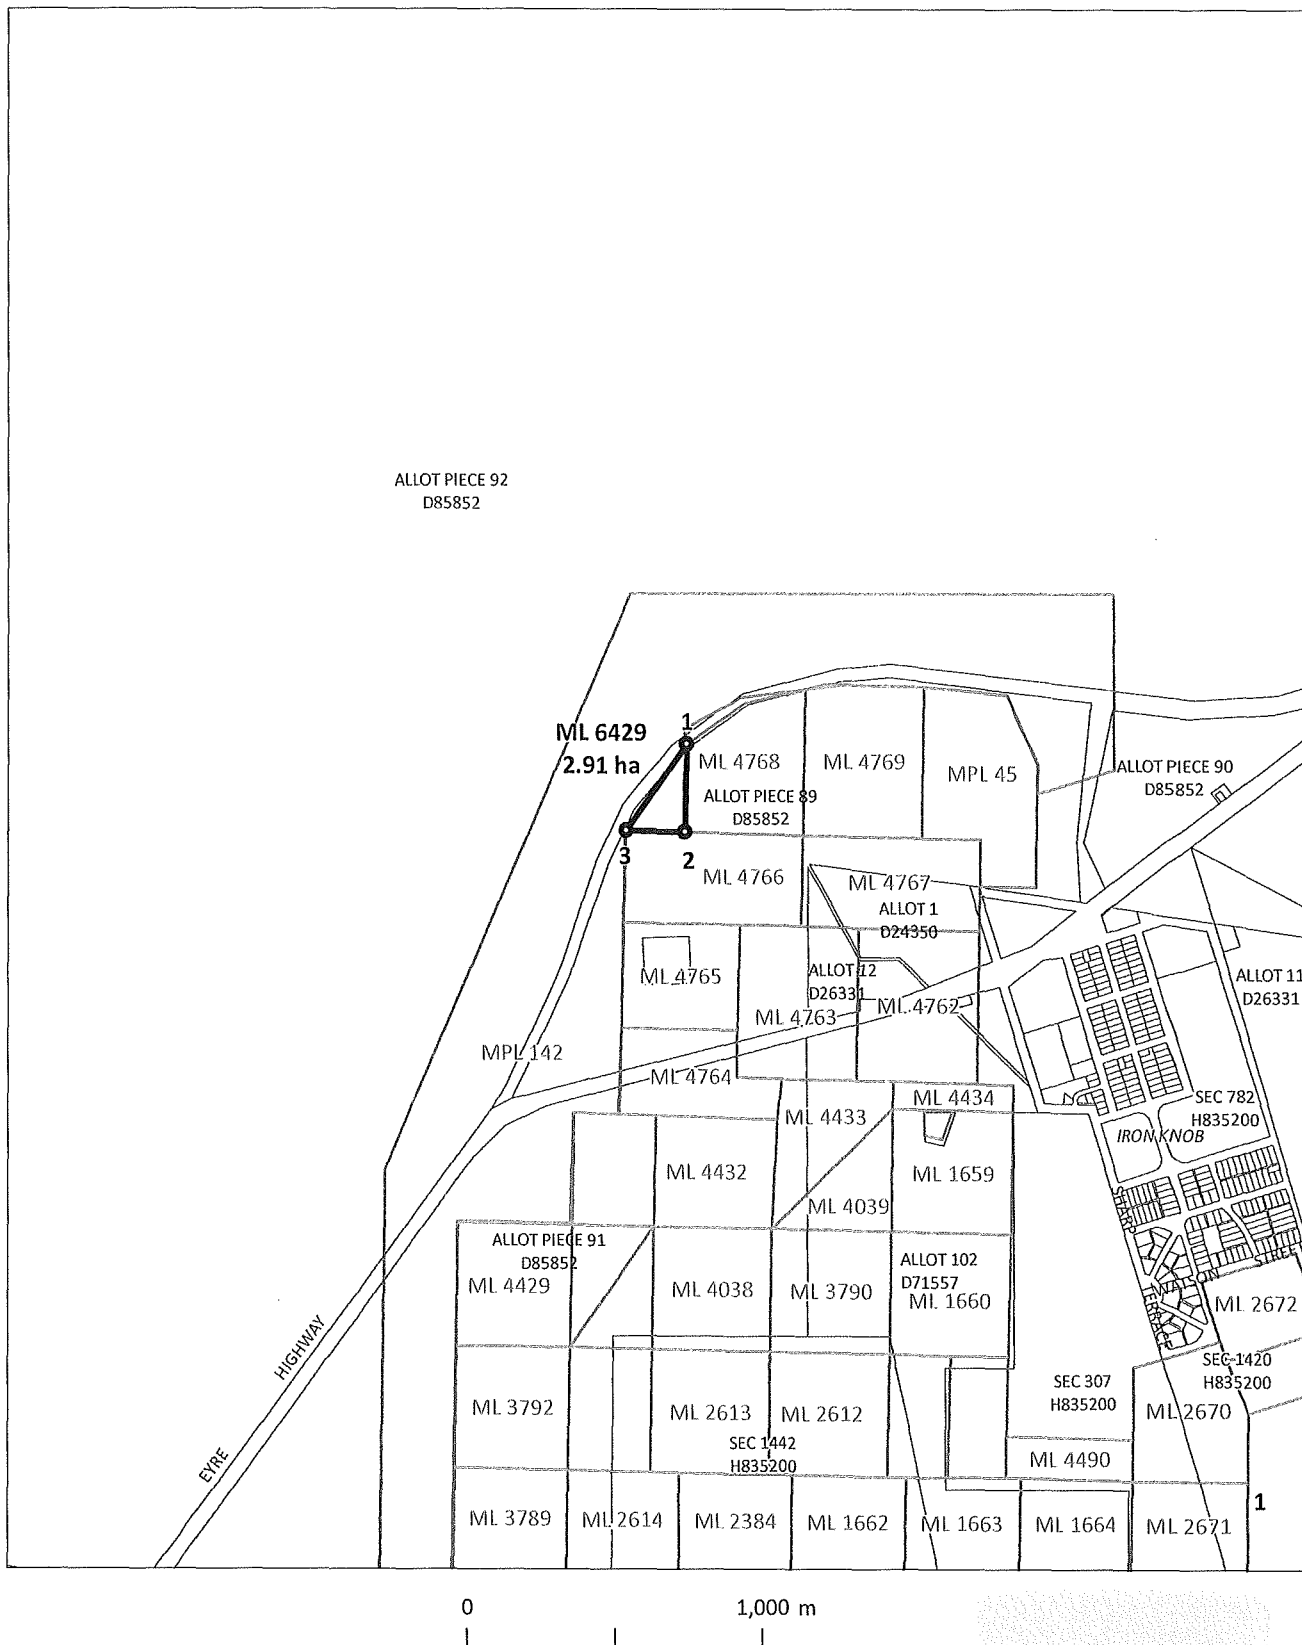 ALLOT PIECE 92
D85852
ML 6429
2.91 ha
1
ML 4768
ML 4769
MPL 45
ALLOT PIECE 90
D85852
ALLOT PIECE 89
D85852
3
2
ML 4766
ML 4767
ALLOT 1
D24350
ML 4765
ALLOT 12
D26331
ALLOT 11
D26331
ML 4763
ML 4762
MPL 142
ML 4764
ML 4433
ML 4434
SEC 782
H835200
IRON KNOB
ML 4432
ML 1659
ML 4039
SHARP
TERRACE
WATSON STREET
ALLOT PIECE 91
D85852
ML 4429
ML 4038
ML 3790
ALLOT 102
D71557
ML 1660
ML 2672
HIGHWAY
EYRE
SEC 1420
H835200
SEC 307
H835200
ML 3792
ML 2613
ML 2612
ML 2670
SEC 1442
H835200
ML 4490
1
ML 3789
ML 2614
ML 2384
ML 1662
ML 1663
ML 1664
ML 2671
0
1,000 m